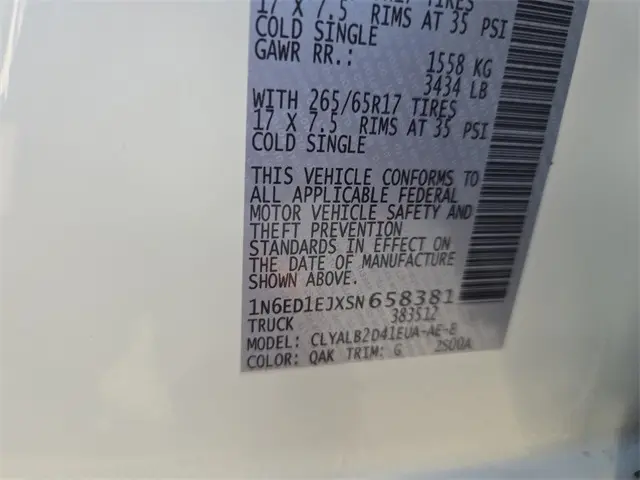 17 X 7.5 RIMS AT 35 PSI
COLD SINGLE
GAWR RR.: 1558 KG
3434 LB
WITH 265/65R17 TIRES
17 X 7.5 RIMS AT 35 PSI
COLD SINGLE
THIS VEHICLE CONFORMS TO
ALL APPLICABLE FEDERAL
MOTOR VEHICLE SAFETY AND
THEFT PREVENTION
STANDARDS IN EFFECT ON
THE DATE OF MANUFACTURE
SHOWN ABOVE.
1N6ED1EJXSN658381
TRUCK 383512
MODEL: CLYALB2D41EUA-AE-B
COLOR: QAK TRIM: G 2500A